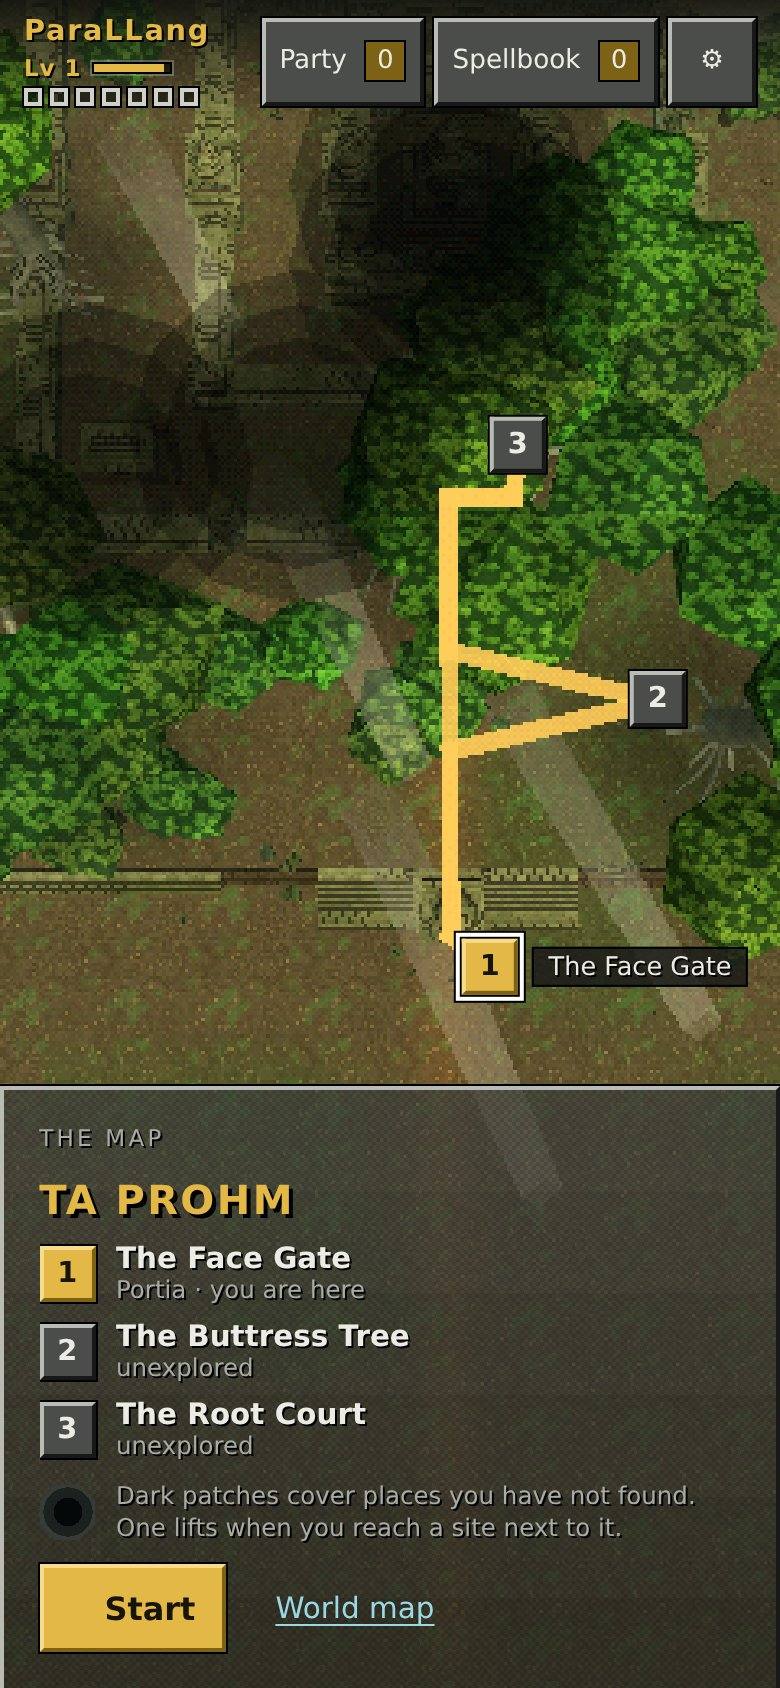 ParaLLang
Lv 1
Party 0
Spellbook 0
⚙
3
2
1 The Face Gate
THE MAP
TA PROHM
1 The Face Gate
Portia · you are here
2 The Buttress Tree
unexplored
3 The Root Court
unexplored
Dark patches cover places you have not found.
One lifts when you reach a site next to it.
Start
World map